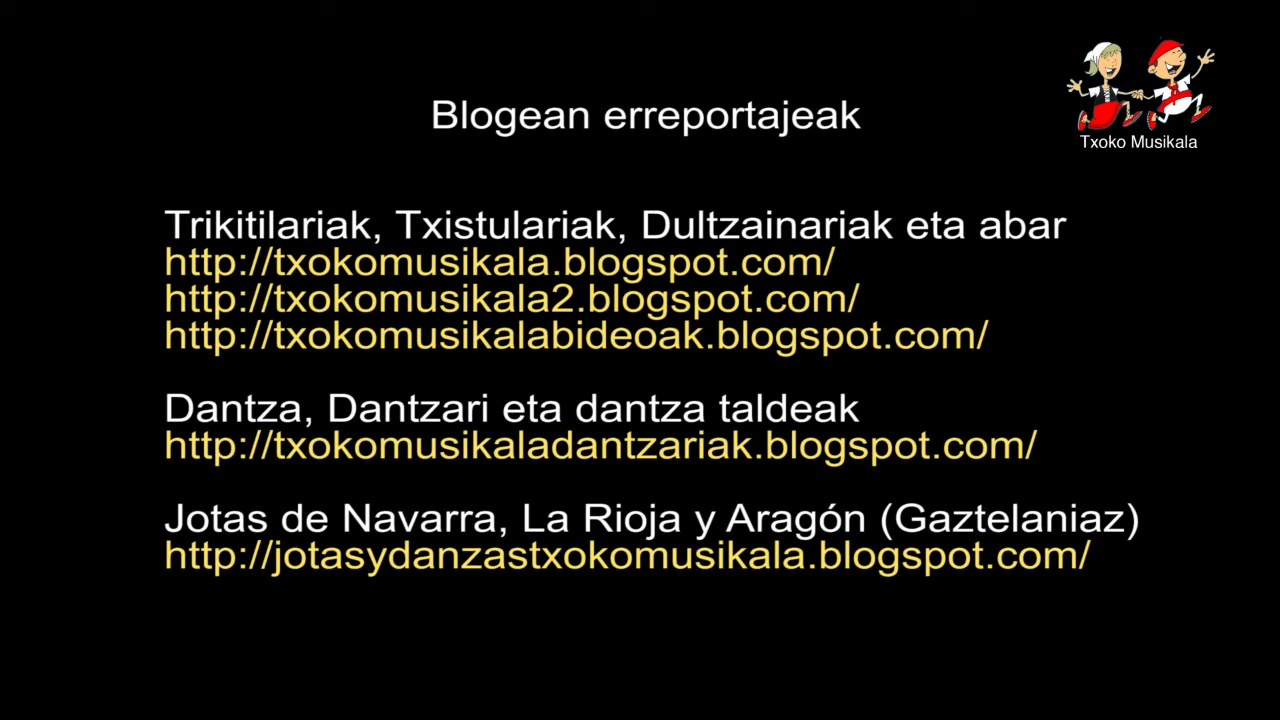 Blogean erreportajeak
Txoko Musikala
Trikitilariak, Txistulariak, Dultzainariak eta abar
http://txokomusikala.blogspot.com/
http://txokomusikala2.blogspot.com/
http://txokomusikalabideoak.blogspot.com/
Dantza, Dantzari eta dantza taldeak
http://txokomusikaladantzariak.blogspot.com/
Jotas de Navarra, La Rioja y Aragón (Gaztelaniaz)
http://jotasydanzastxokomusikala.blogspot.com/